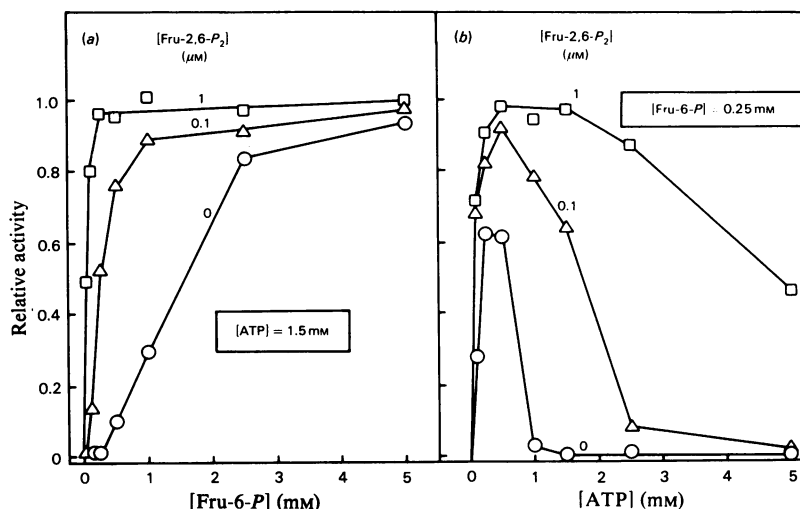 (a)
[Fru-2,6-P₂]
(μM)
1
0.1
0
[ATP] = 1.5 mM
Relative activity
1.0
0.8
0.6
0.4
0.2
0
0 1 2 3 4 5
[Fru-6-P] (mM)
(b)
[Fru-2,6-P₂]
(μM)
1
[Fru-6-P] = 0.25 mM
0.1
0
0 1 2 3 4 5
[ATP] (mM)